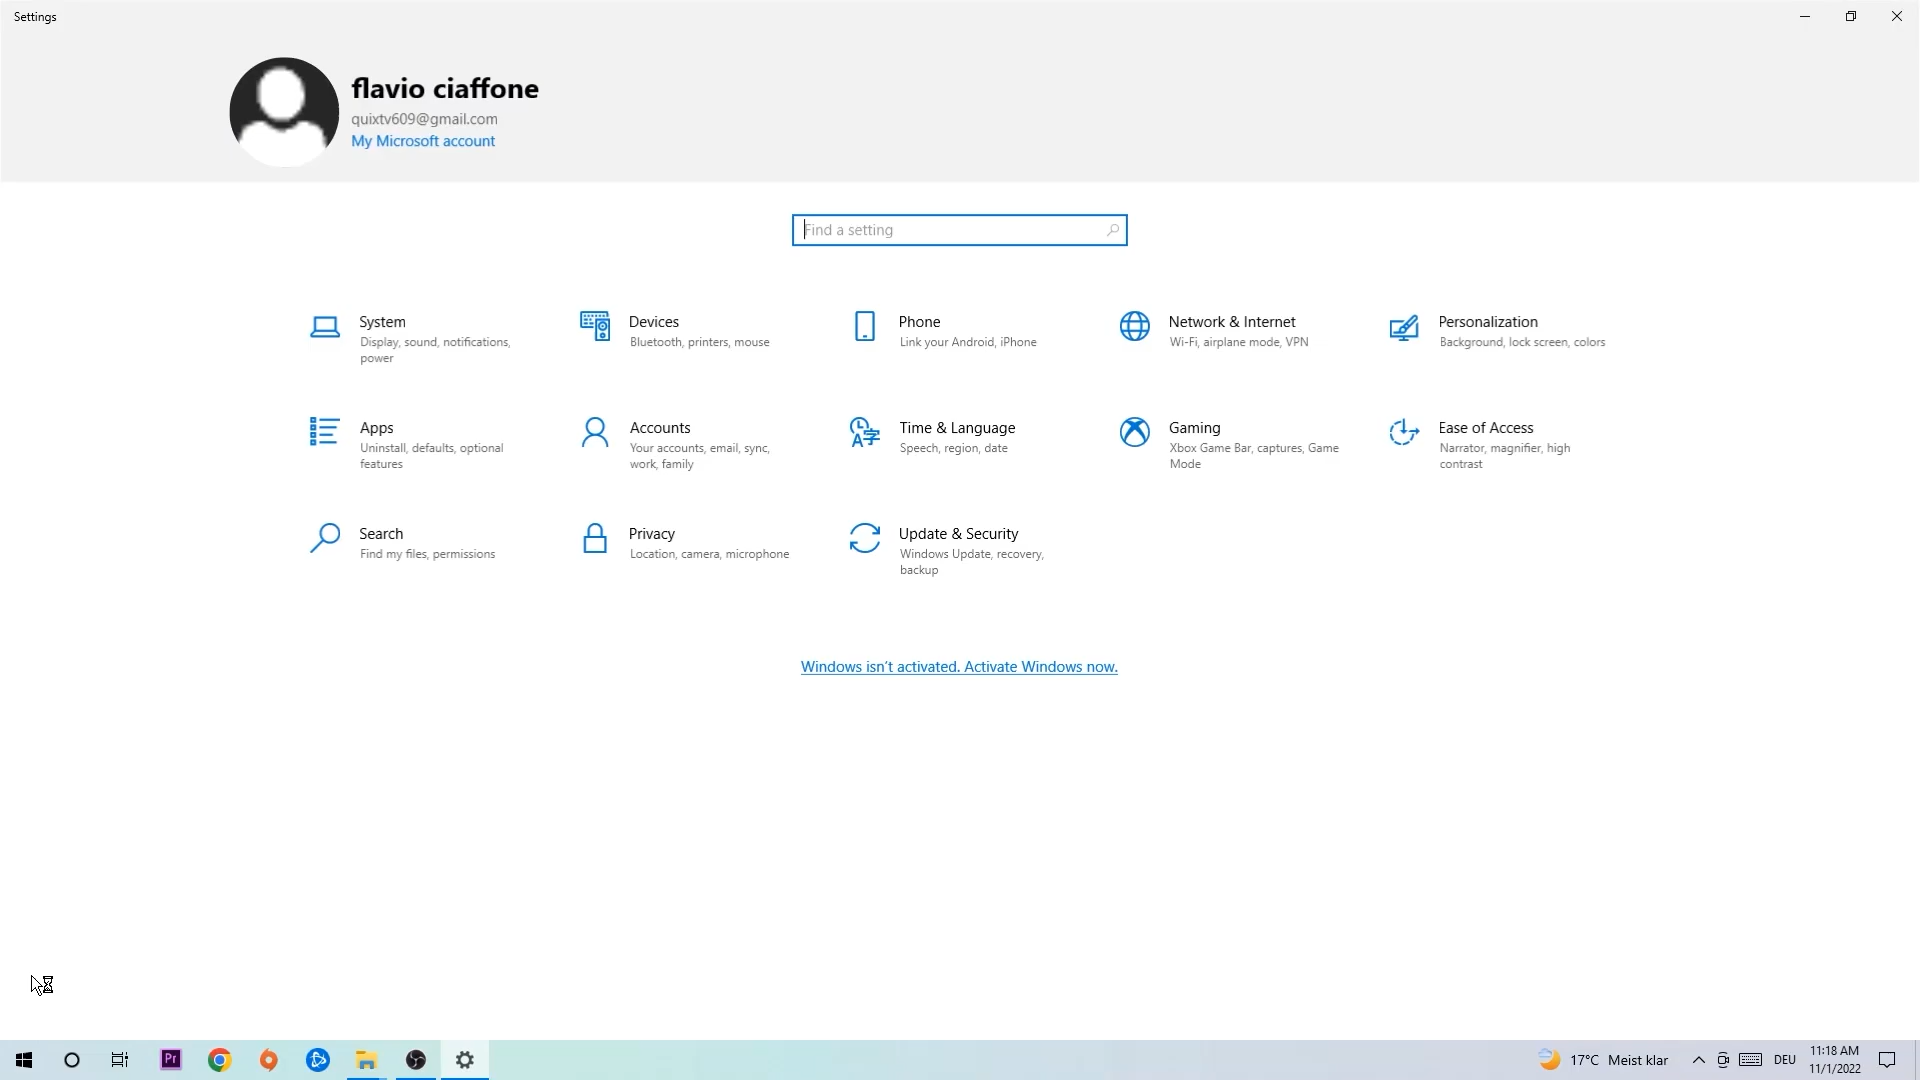 Settings
flavio ciaffone
quixtv609@gmail.com
My Microsoft account
Find a setting
System
Display, sound, notifications,
power
Devices
Bluetooth, printers, mouse
Phone
Link your Android, iPhone
Network & Internet
Wi-Fi, airplane mode, VPN
Personalization
Background, lock screen, colors
Apps
Uninstall, defaults, optional
features
Accounts
Your accounts, email, sync,
work, family
Time & Language
Speech, region, date
Gaming
Xbox Game Bar, captures, Game
Mode
Ease of Access
Narrator, magnifier, high
contrast
Search
Find my files, permissions
Privacy
Location, camera, microphone
Update & Security
Windows Update, recovery,
backup
Windows isn't activated. Activate Windows now.
Pr
17°C Meist klar
DEU
11:18 AM
11/1/2022